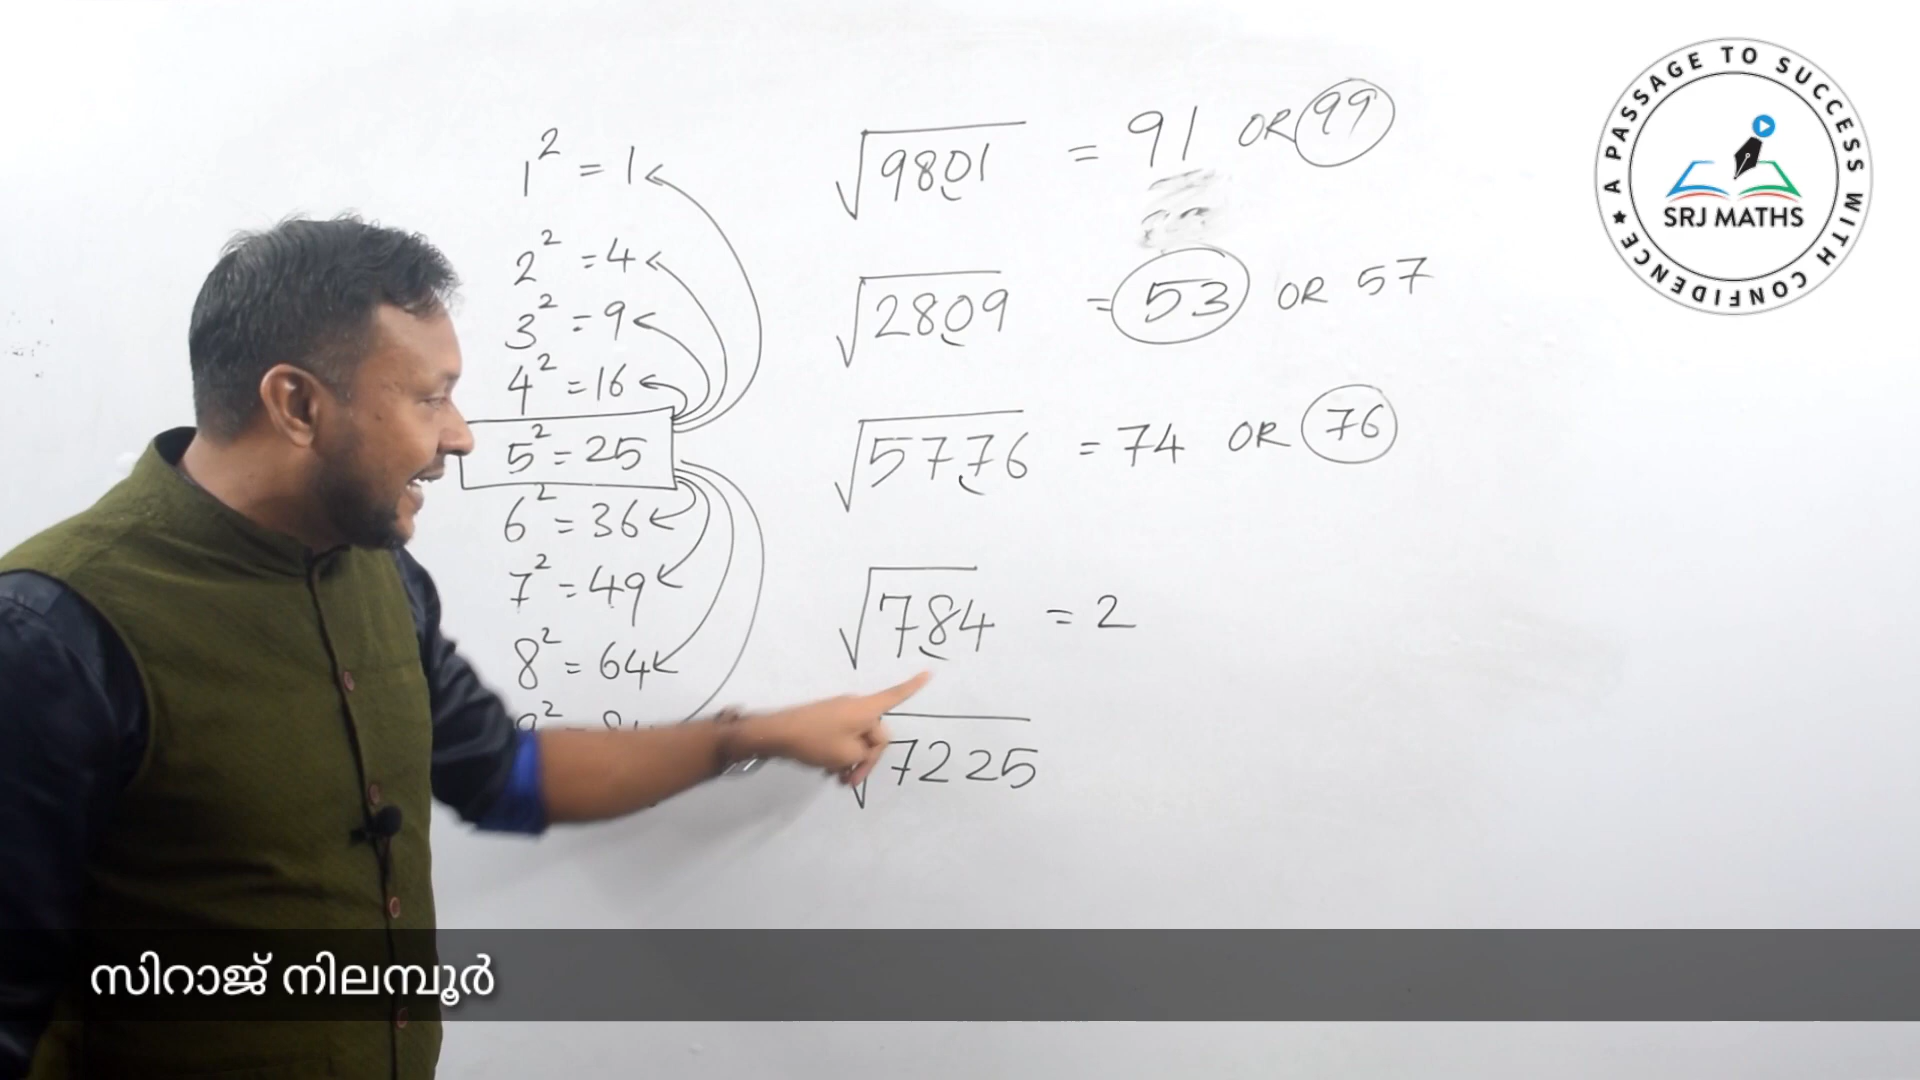 1² = 1
2² = 4
3² = 9
4² = 16
5² = 25
6² = 36
7² = 49
8² = 64
√9801 = 91 OR 99
√2809 = 53 OR 57
√5776 = 74 OR 76
√784 = 2
√7225
A PASSAGE TO SUCCESS WITH CONFIDENCE ★
SRJ MATHS
സിറാജ് നിലമ്പൂർ